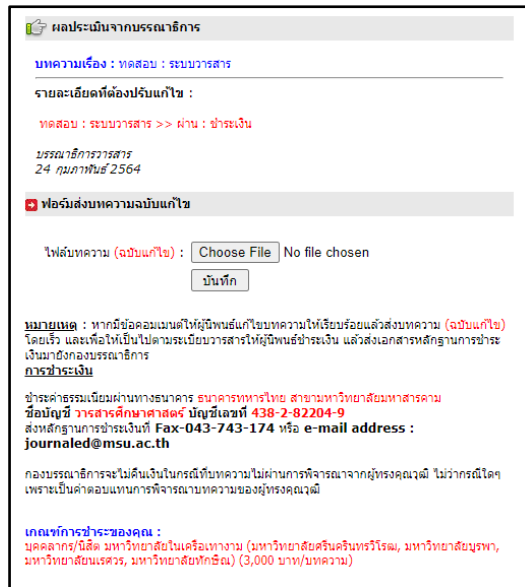 ผลประเมินจากบรรณาธิการ
บทความเรื่อง : ทดสอบ : ระบบวารสาร
รายละเอียดที่ต้องปรับแก้ไข :
ทดสอบ : ระบบวารสาร >> ผ่าน : ชำระเงิน
บรรณาธิการวารสาร
24 กุมภาพันธ์ 2564
ฟอร์มส่งบทความฉบับแก้ไข
ไฟล์บทความ (ฉบับแก้ไข) : Choose File No file chosen
บันทึก
หมายเหตุ : หากมีข้อคอมเมนต์ให้ผู้นิพนธ์แก้ไขบทความให้เรียบร้อยแล้วส่งบทความ (ฉบับแก้ไข)
โดยเร็ว และเพื่อให้เป็นไปตามระเบียบวารสารให้ผู้นิพนธ์ชำระเงิน แล้วส่งเอกสารหลักฐานการชำระ
เงินมายังกองบรรณาธิการ
การชำระเงิน
ชำระค่าธรรมเนียมผ่านทางธนาคาร ธนาคารทหารไทย สาขามหาวิทยาลัยมหาสารคาม
ชื่อบัญชี วารสารศึกษาศาสตร์ บัญชีเลขที่ 438-2-82204-9
ส่งหลักฐานการชำระเงินที่ Fax-043-743-174 หรือ e-mail address :
journaled@msu.ac.th
กองบรรณาธิการจะไม่คืนเงินในกรณีที่บทความไม่ผ่านการพิจารณาจากผู้ทรงคุณวุฒิ ไม่ว่ากรณีใดๆ
เพราะเป็นค่าตอบแทนการพิจารณาบทความของผู้ทรงคุณวุฒิ
เกณฑ์การชำระของคุณ :
บุคคลากร/นิสิต มหาวิทยาลัยในเครือเทางาม (มหาวิทยาลัยศรีนครินทรวิโรฒ, มหาวิทยาลัยบูรพา,
มหาวิทยาลัยนเรศวร, มหาวิทยาลัยทักษิณ) (3,000 บาท/บทความ)